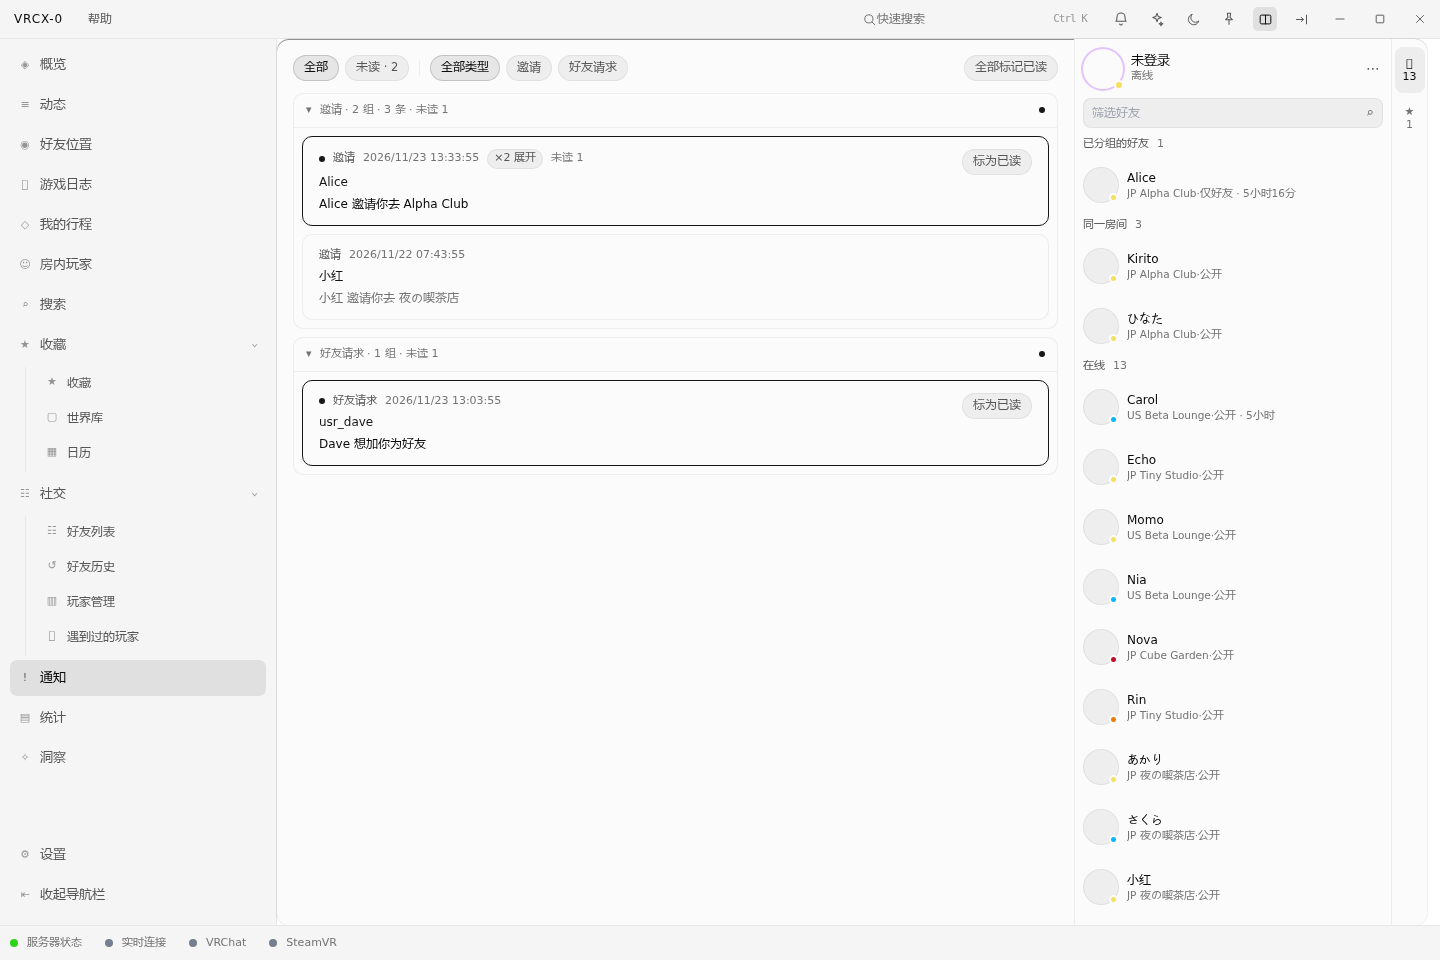 VRCX-0
帮助
快速搜索
Ctrl K
概览
动态
好友位置
游戏日志
我的行程
房内玩家
搜索
收藏
收藏
世界库
日历
社交
好友列表
好友历史
玩家管理
遇到过的玩家
通知
统计
洞察
设置
收起导航栏
全部
未读 · 2
全部类型
邀请
好友请求
全部标记已读
邀请 · 2 组 · 3 条 · 未读 1
邀请 2026/11/23 13:33:55 ×2 展开 未读 1
标为已读
Alice
Alice 邀请你去 Alpha Club
邀请 2026/11/22 07:43:55
小红
小红 邀请你去 夜の喫茶店
好友请求 · 1 组 · 未读 1
好友请求 2026/11/23 13:03:55
标为已读
usr_dave
Dave 想加你为好友
未登录
离线
筛选好友
已分组的好友 1
Alice
JP Alpha Club·仅好友 · 5小时16分
同一房间 3
Kirito
JP Alpha Club·公开
ひなた
JP Alpha Club·公开
在线 13
Carol
US Beta Lounge·公开 · 5小时
Echo
JP Tiny Studio·公开
Momo
US Beta Lounge·公开
Nia
US Beta Lounge·公开
Nova
JP Cube Garden·公开
Rin
JP Tiny Studio·公开
あかり
JP 夜の喫茶店·公开
さくら
JP 夜の喫茶店·公开
小红
JP 夜の喫茶店·公开
13
1
服务器状态
实时连接
VRChat
SteamVR